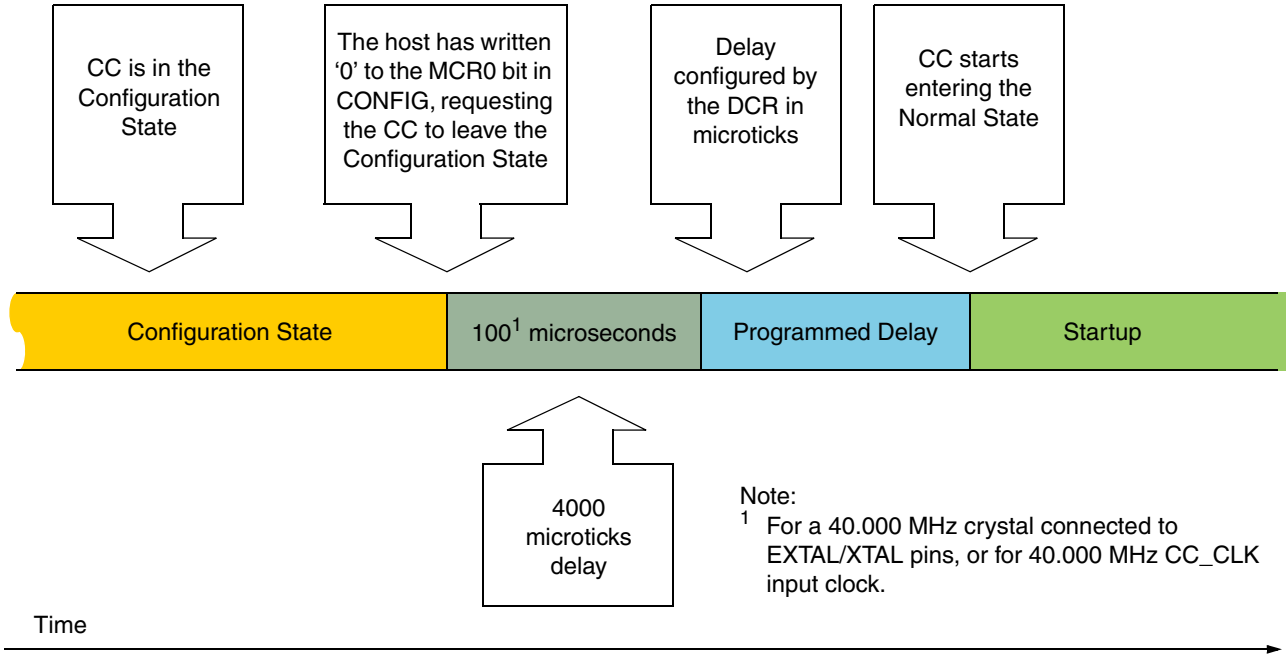 CC is in the
Configuration
State
The host has written
‘0’ to the MCR0 bit in
CONFIG, requesting
the CC to leave the
Configuration State
Delay
configured by
the DCR in
microticks
CC starts
entering the
Normal State
Configuration State
100¹ microseconds
Programmed Delay
Startup
4000
microticks
delay
Note:
¹ For a 40.000 MHz crystal connected to
EXTAL/XTAL pins, or for 40.000 MHz CC_CLK
input clock.
Time